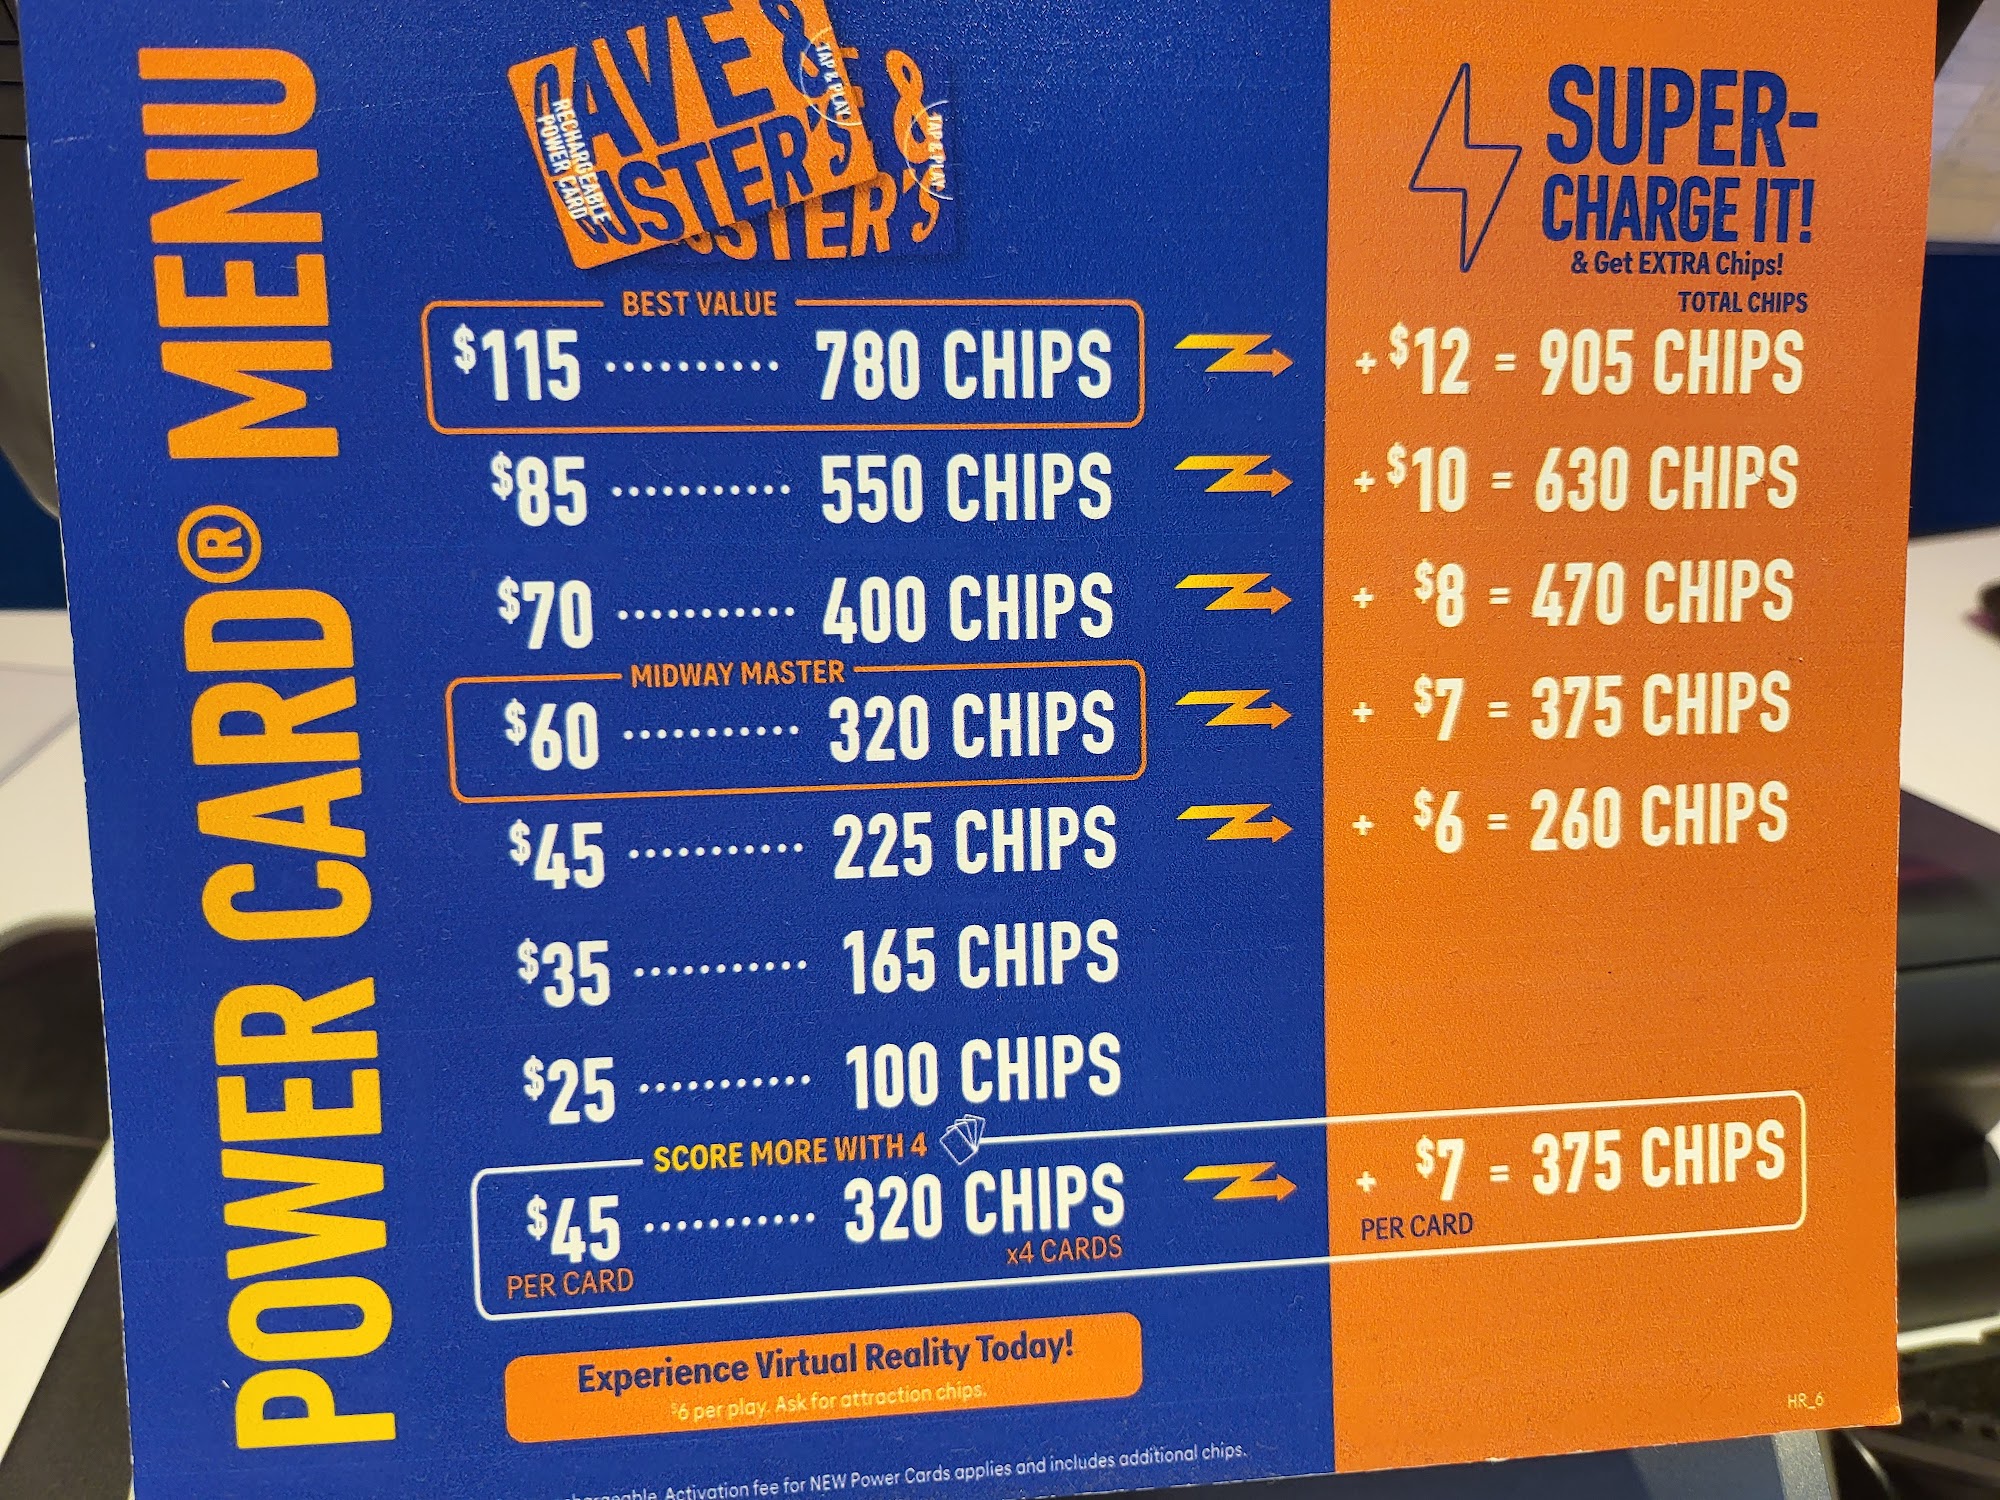 POWER CARD® MENU
AVE &
USTER'S
RECHARGEABLE
POWER CARD
TAP & PLAY
&
USTER'S
TAP & PLAY
SUPER-
CHARGE IT!
& Get EXTRA Chips!
TOTAL CHIPS
BEST VALUE
$115 .......... 780 CHIPS + $12 = 905 CHIPS
$85 ........... 550 CHIPS + $10 = 630 CHIPS
$70 ........... 400 CHIPS + $8 = 470 CHIPS
MIDWAY MASTER
$60 ........... 320 CHIPS + $7 = 375 CHIPS
$45 ........... 225 CHIPS + $6 = 260 CHIPS
$35 ........... 165 CHIPS
$25 ........... 100 CHIPS
SCORE MORE WITH 4
$45 ........... 320 CHIPS + $7 = 375 CHIPS
PER CARD x4 CARDS PER CARD
Experience Virtual Reality Today!
$6 per play. Ask for attraction chips.
HR_6
Activation fee for NEW Power Cards applies and includes additional chips.